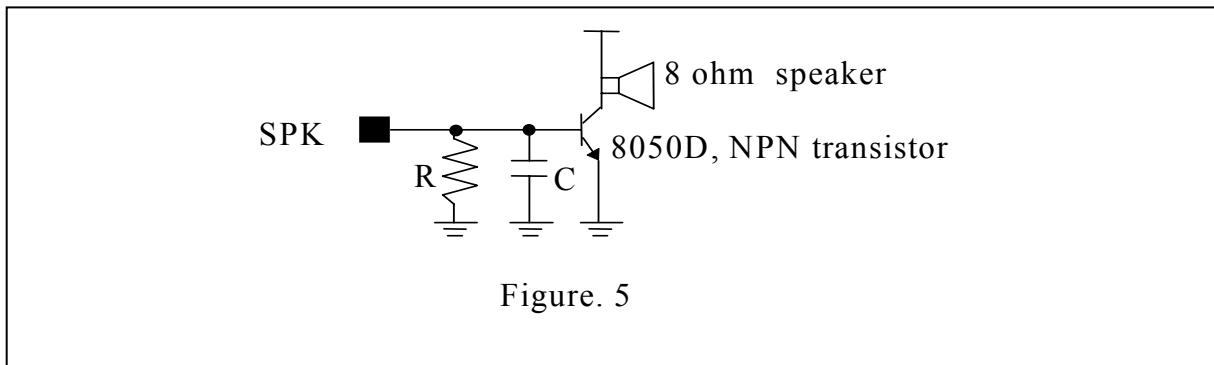 8 ohm speaker
SPK
8050D, NPN transistor
R
C
Figure. 5